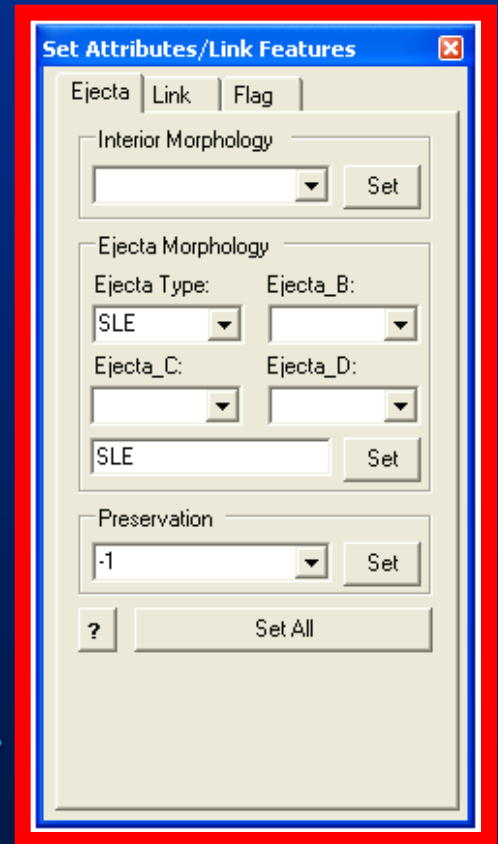 Set Attributes/Link Features
Ejecta Link Flag
Interior Morphology
Set
Ejecta Morphology
Ejecta Type: Ejecta_B:
SLE
Ejecta_C: Ejecta_D:
SLE Set
Preservation
-1 Set
? Set All